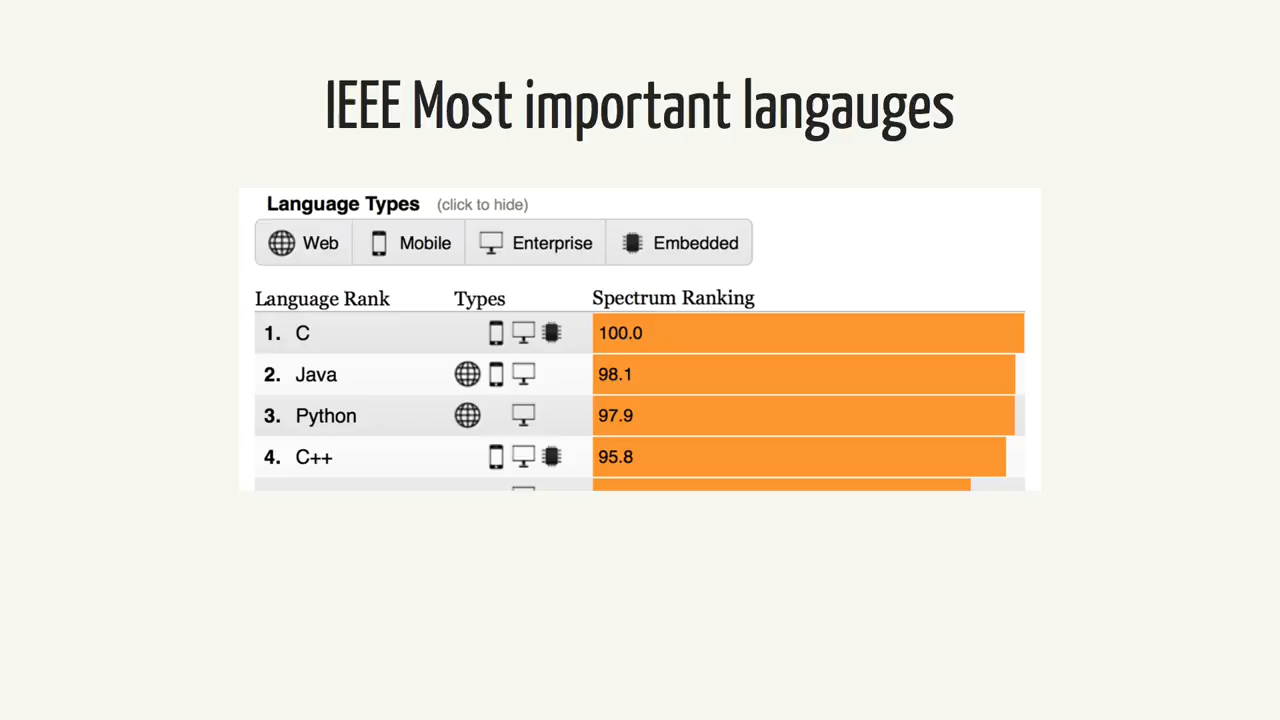 IEEE Most important langauges
Language Types (click to hide)
Web Mobile Enterprise Embedded
Language Rank Types Spectrum Ranking
1. C 100.0
2. Java 98.1
3. Python 97.9
4. C++ 95.8